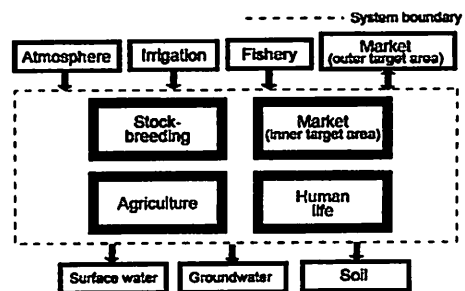 System boundary
Atmosphere
Irrigation
Fishery
Market
(outer target area)
Stock-
breeding
Market
(inner target area)
Agriculture
Human
life
Surface water
Groundwater
Soil